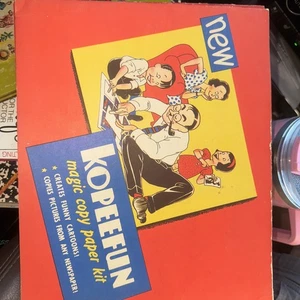 new
KOPEEFUN
magic copy paper kit
★ CREATES FUNNY CARTOONS!
★ COPIES PICTURES FROM ANY NEWSPAPER!